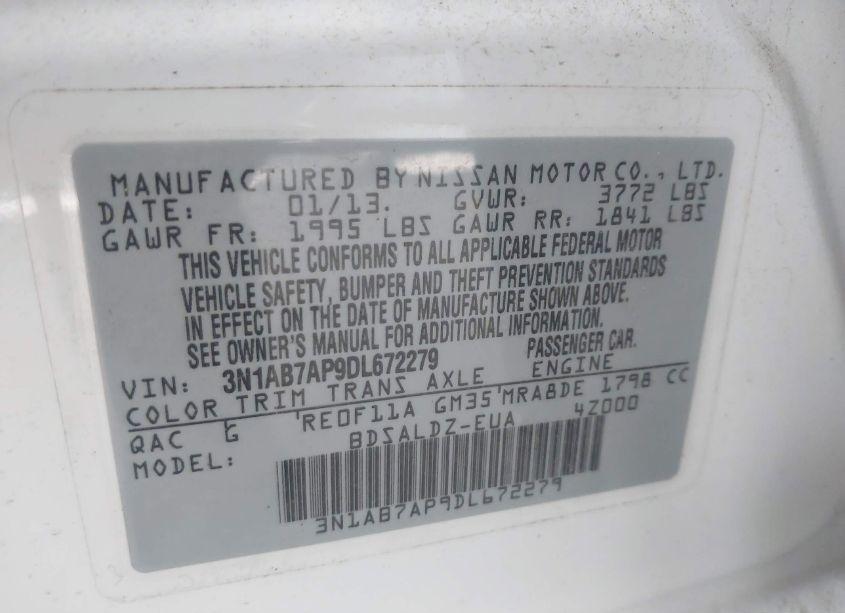 MANUFACTURED BY NISSAN MOTOR CO., LTD.
DATE: 01/13. GVWR: 3772 LBS
GAWR FR: 1995 LBS GAWR RR: 1841 LBS
THIS VEHICLE CONFORMS TO ALL APPLICABLE FEDERAL MOTOR
VEHICLE SAFETY, BUMPER AND THEFT PREVENTION STANDARDS
IN EFFECT ON THE DATE OF MANUFACTURE SHOWN ABOVE.
SEE OWNER'S MANUAL FOR ADDITIONAL INFORMATION.
VIN: 3N1AB7AP9DL672279 PASSENGER CAR.
COLOR TRIM TRANS AXLE ENGINE
QAC G RE0F11A GM35 MRA8DE 1798 CC
MODEL: BDSALDZ-EUA 4Z000
3N1AB7AP9DL672279